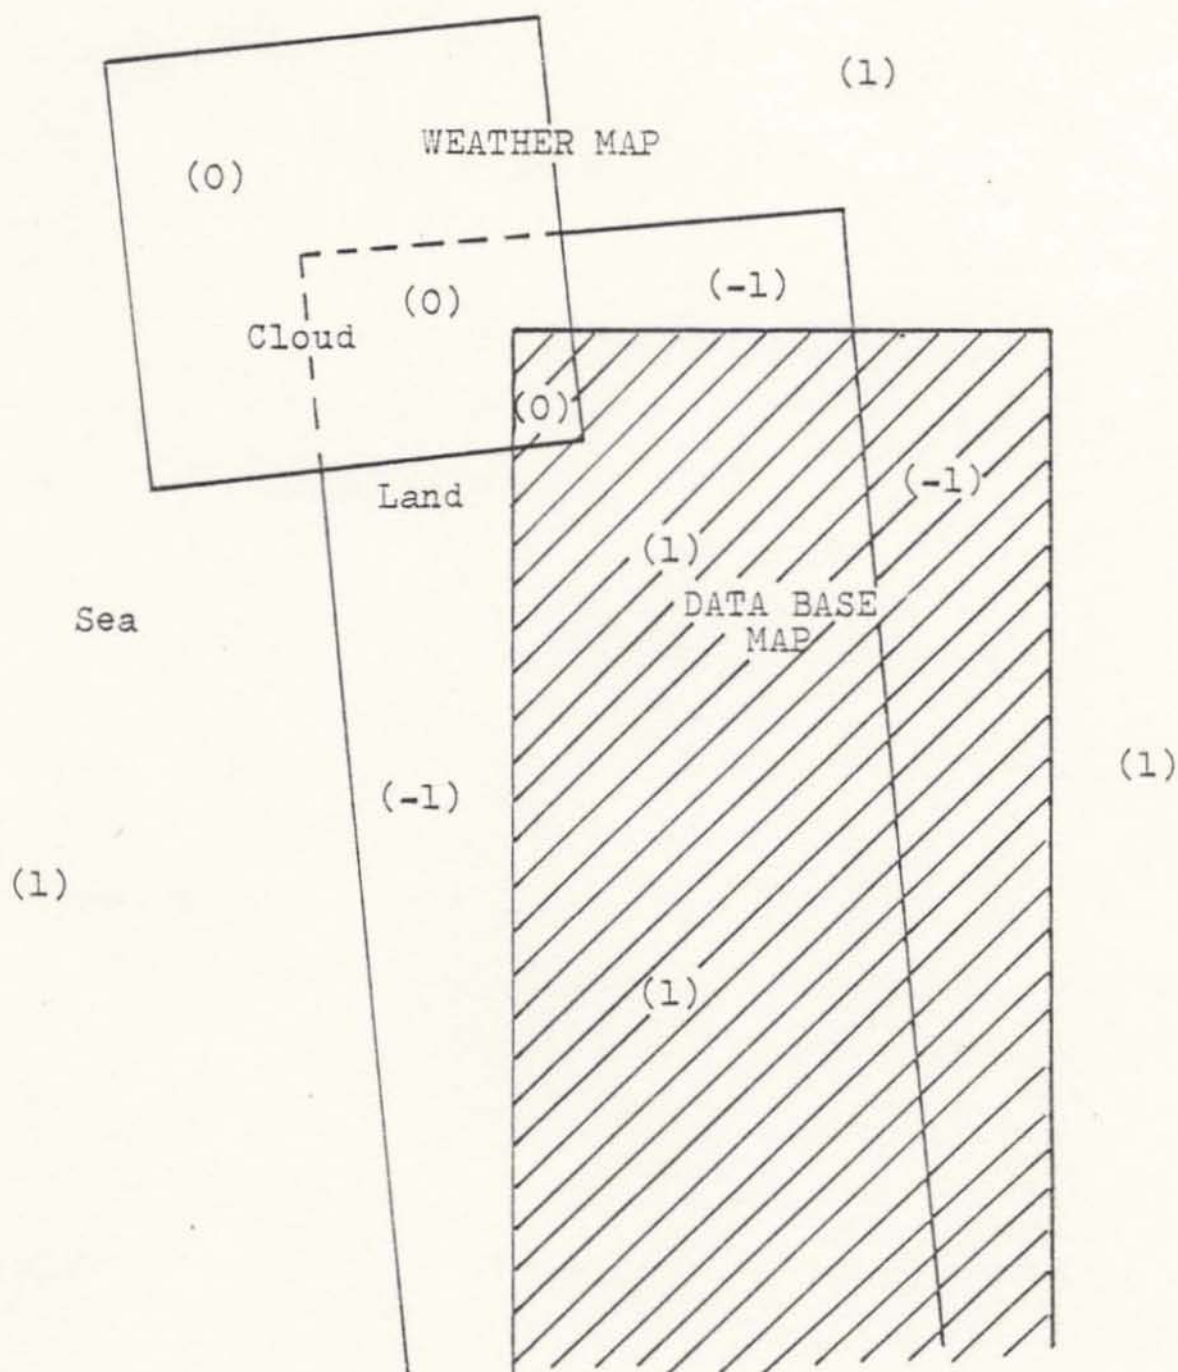 (1)
WEATHER MAP
(0)
(-1)
(0)
Cloud
(0)
(-1)
Land
(1)
DATA BASE
MAP
Sea
(1)
(-1)
(1)
(1)